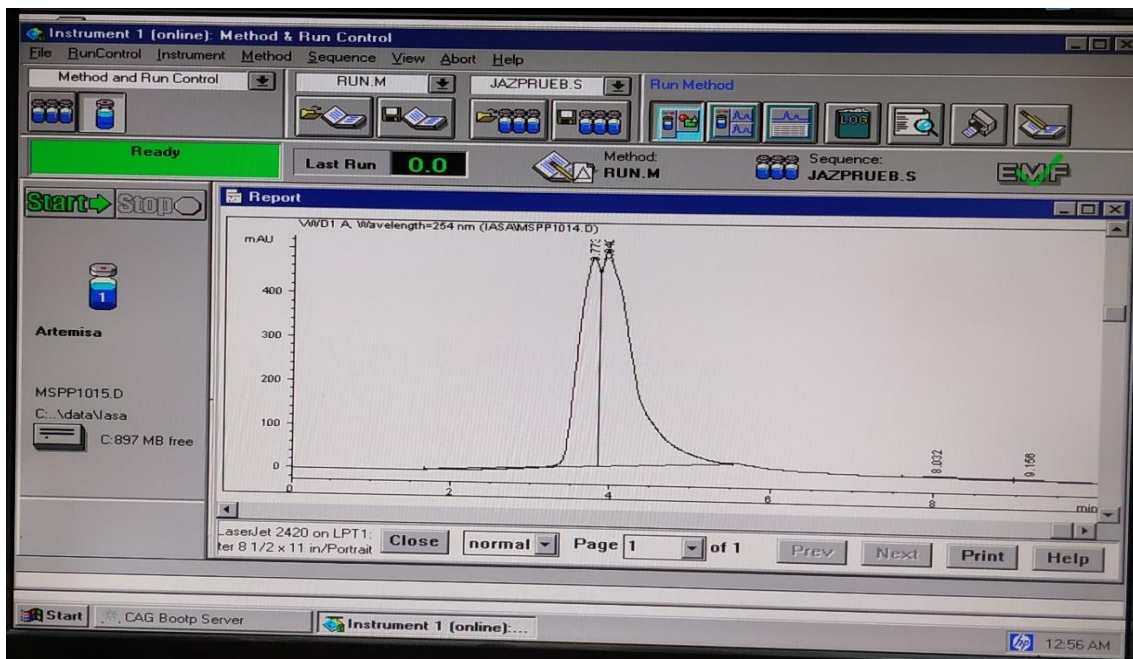 Instrument 1 (online): Method & Run Control
File RunControl Instrument Method Sequence View Abort Help
Method and Run Control
RUN.M
JAZPRUEB.S
Run Method
LOG
Ready
Last Run 0.0
Method:
RUN.M
Sequence:
JAZPRUEB.S
EMF
Start Stop
1
Artemisa
MSPP1015.D
C:..\data\Iasa
C:897 MB free
Report
VWD1 A, Wavelength=254 nm (IASA\MSPP1014.D)
mAU
400
300
200
100
0
8.032
9.156
0 2 4 6 8 min
LaserJet 2420 on LPT1:
ter 8 1/2 x 11 in/Portrait
Close normal Page 1 of 1 Prev Next Print Help
Start CAG Bootp Server Instrument 1 (online):... hp 12:56 AM